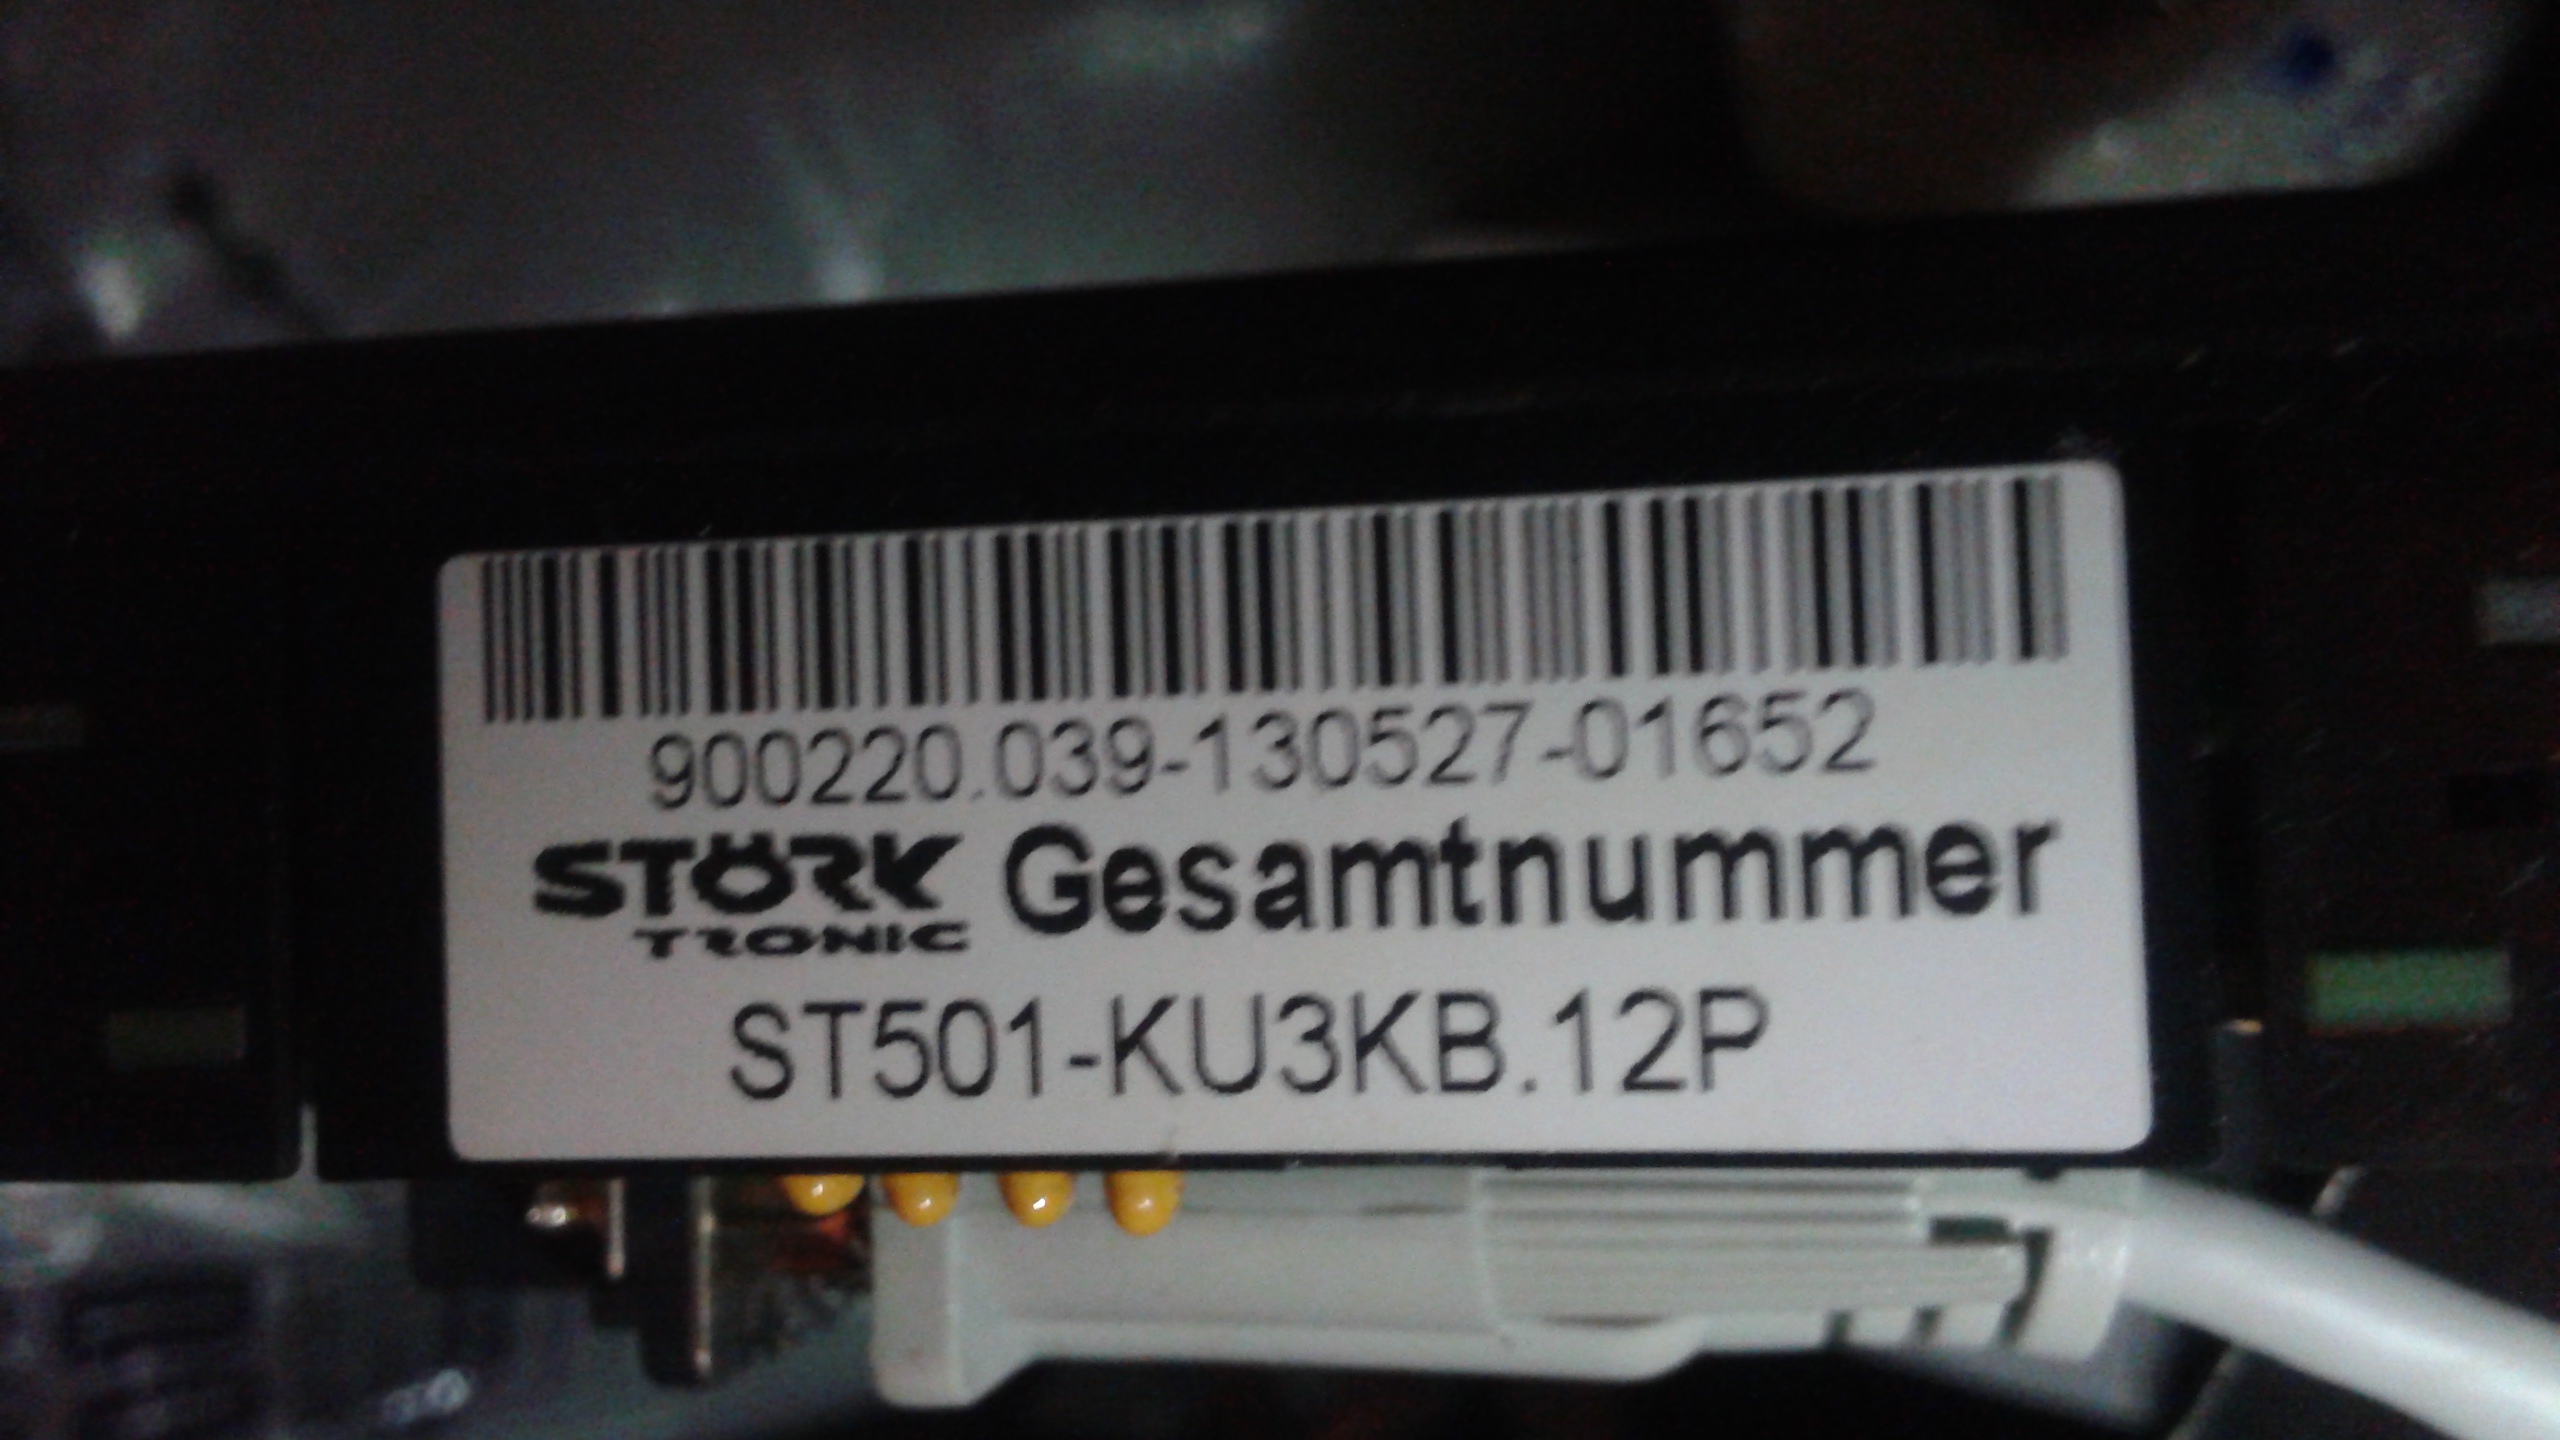 900220.039-130527-01652
STÖRK TRONIC Gesamtnummer
ST501-KU3KB.12P